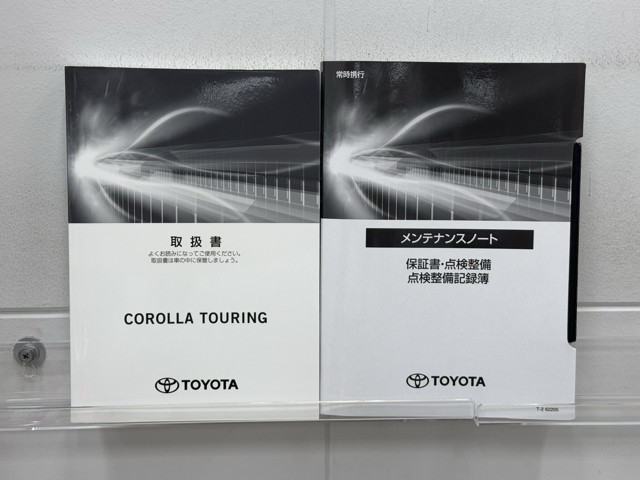 取扱書
よくお読みになってご使用ください。
取扱書は車の中に保管しましょう。
COROLLA TOURING
TOYOTA
常時携行
メンテナンスノート
保証書・点検整備
点検整備記録簿
TOYOTA